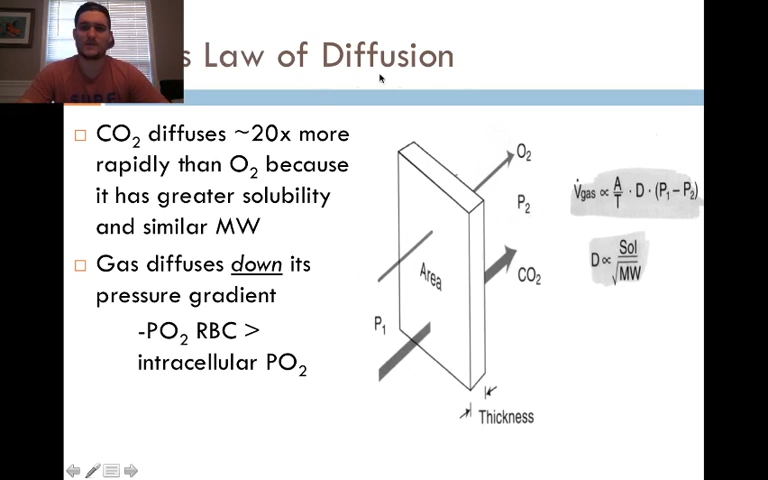 s Law of Diffusion
CO₂ diffuses ~20x more
rapidly than O₂ because
it has greater solubility
and similar MW
Gas diffuses down its
pressure gradient
-PO₂ RBC >
intracellular PO₂
O₂
P₂
CO₂
Area
P₁
Thickness
V̇gas ∝ A/T · D · (P₁ − P₂)
D ∝ Sol/√MW